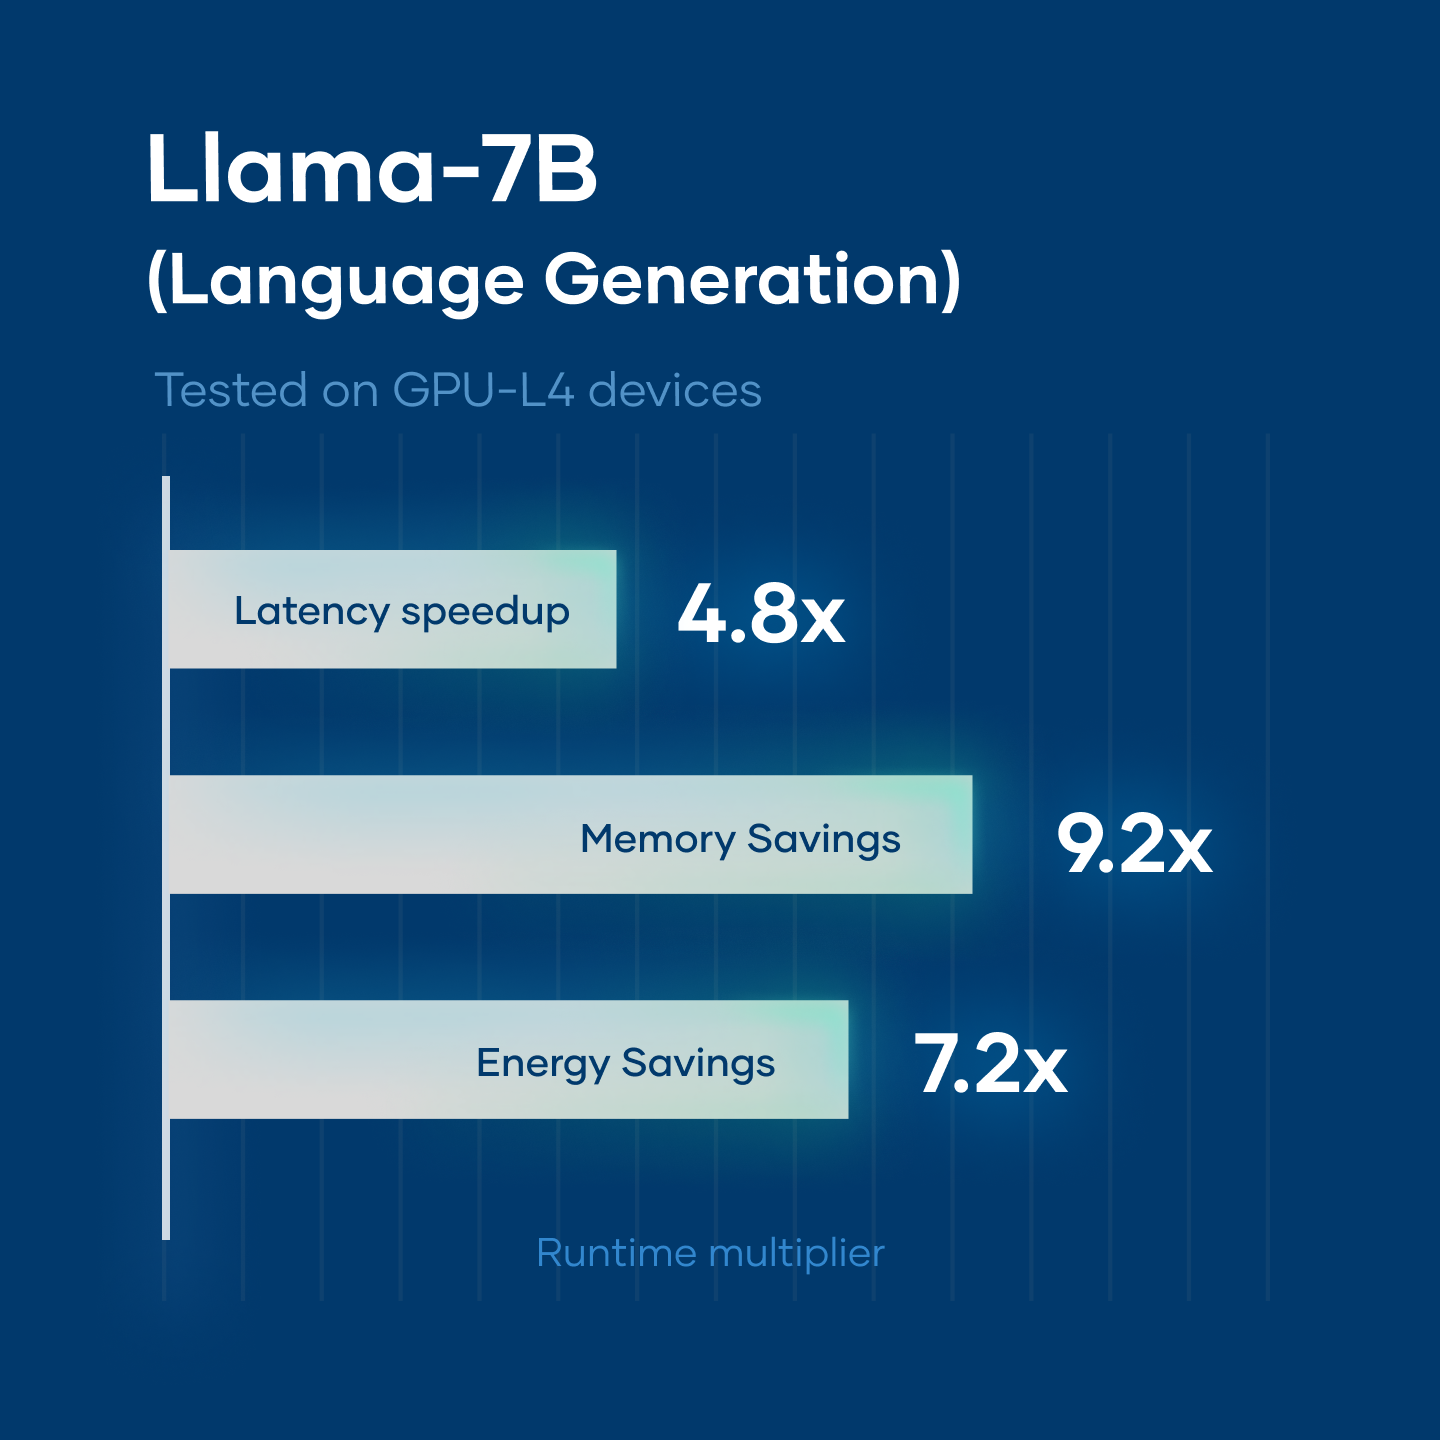 Llama-7B
(Language Generation)
Tested on GPU-L4 devices
Latency speedup 4.8x
Memory Savings 9.2x
Energy Savings 7.2x
Runtime multiplier